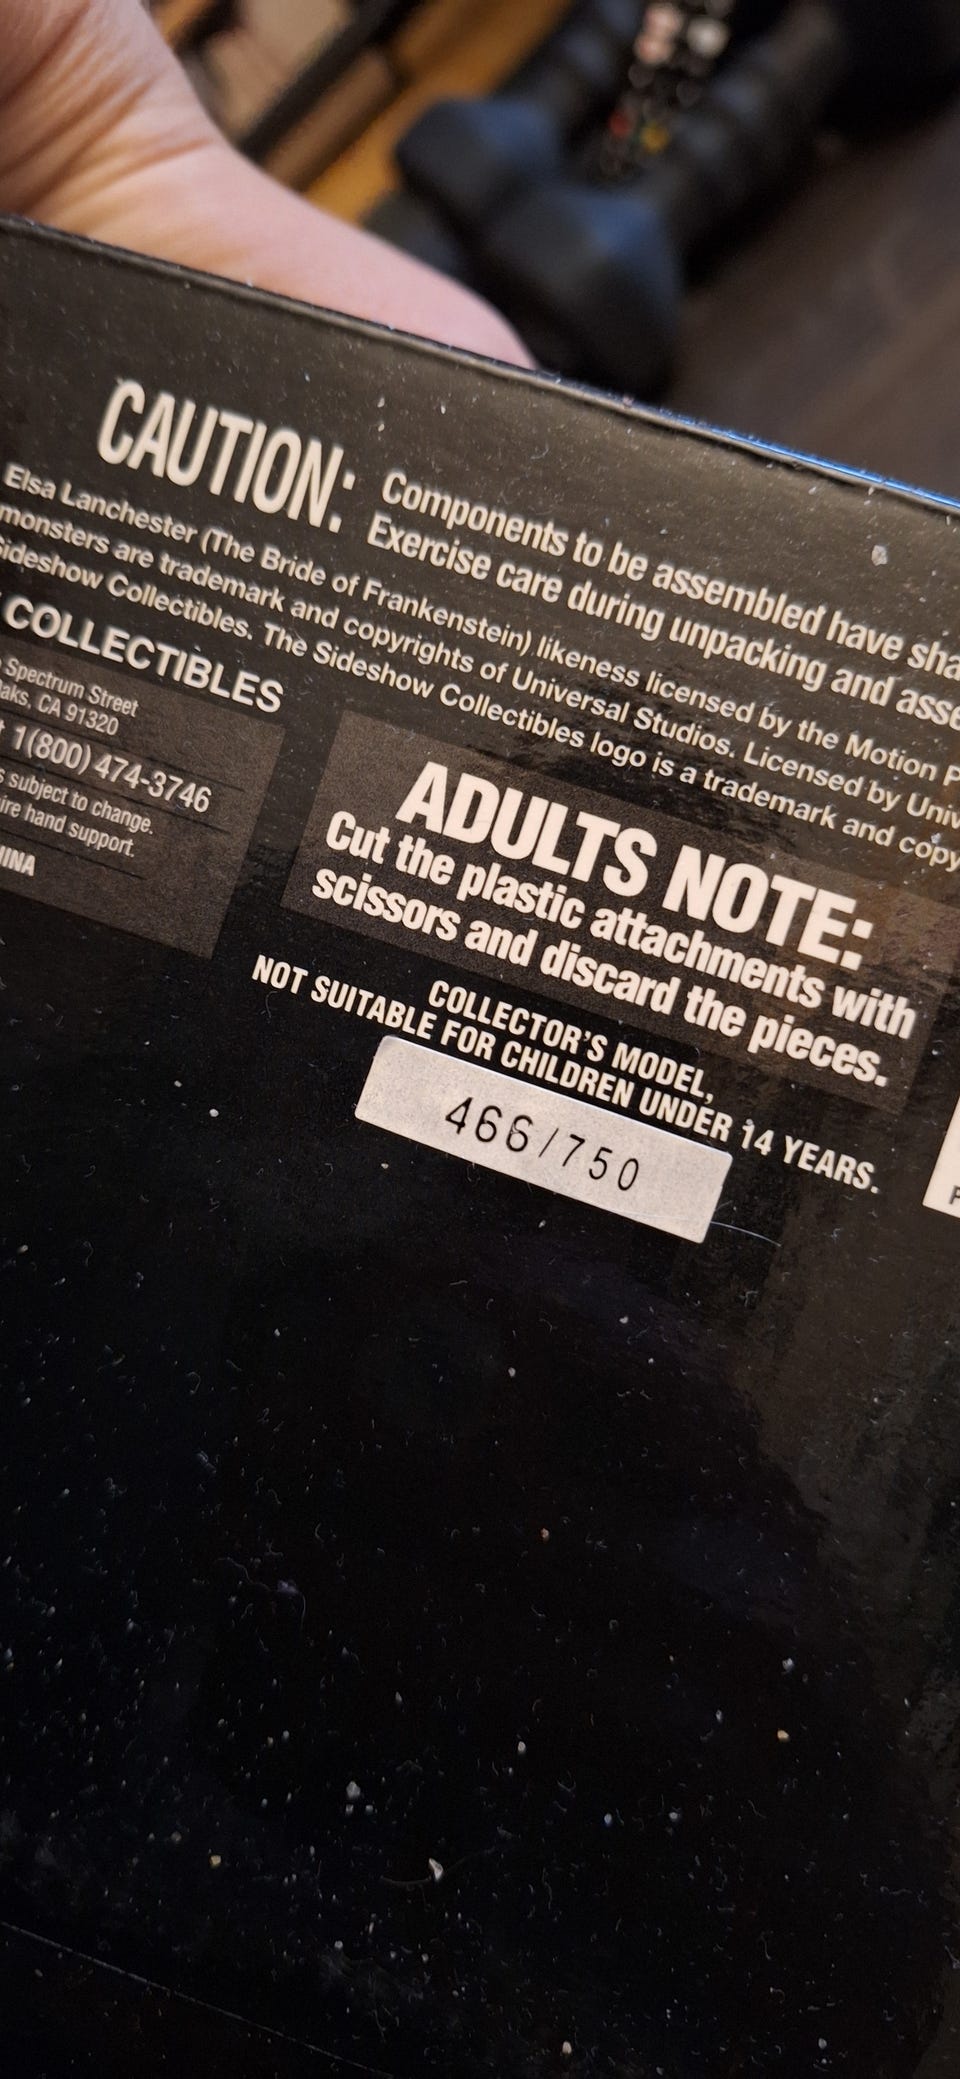 CAUTION:
Components to be assembled have
Exercise care during unpacking and
Elsa Lanchester (The Bride of Frankenstein) likeness licensed by the Motion
monsters are trademark and copyrights of Universal Studios. Licensed by
Sideshow Collectibles. The Sideshow Collectibles logo is a trademark and
COLLECTIBLES
Spectrum Street
CA 91320
1(800) 474-3746
subject to change.
hand support.
ADULTS NOTE:
Cut the plastic attachments with
scissors and discard the pieces.
COLLECTOR'S MODEL,
NOT SUITABLE FOR CHILDREN UNDER 14 YEARS.
466/750